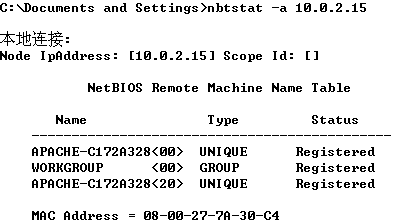 C:\Documents and Settings>nbtstat -a 10.0.2.15
本地连接:
Node IpAddress: [10.0.2.15] Scope Id: []
NetBIOS Remote Machine Name Table
Name Type Status
---------------------------------------------
APACHE-C172A328<00> UNIQUE Registered
WORKGROUP <00> GROUP Registered
APACHE-C172A328<20> UNIQUE Registered
MAC Address = 08-00-27-7A-30-C4